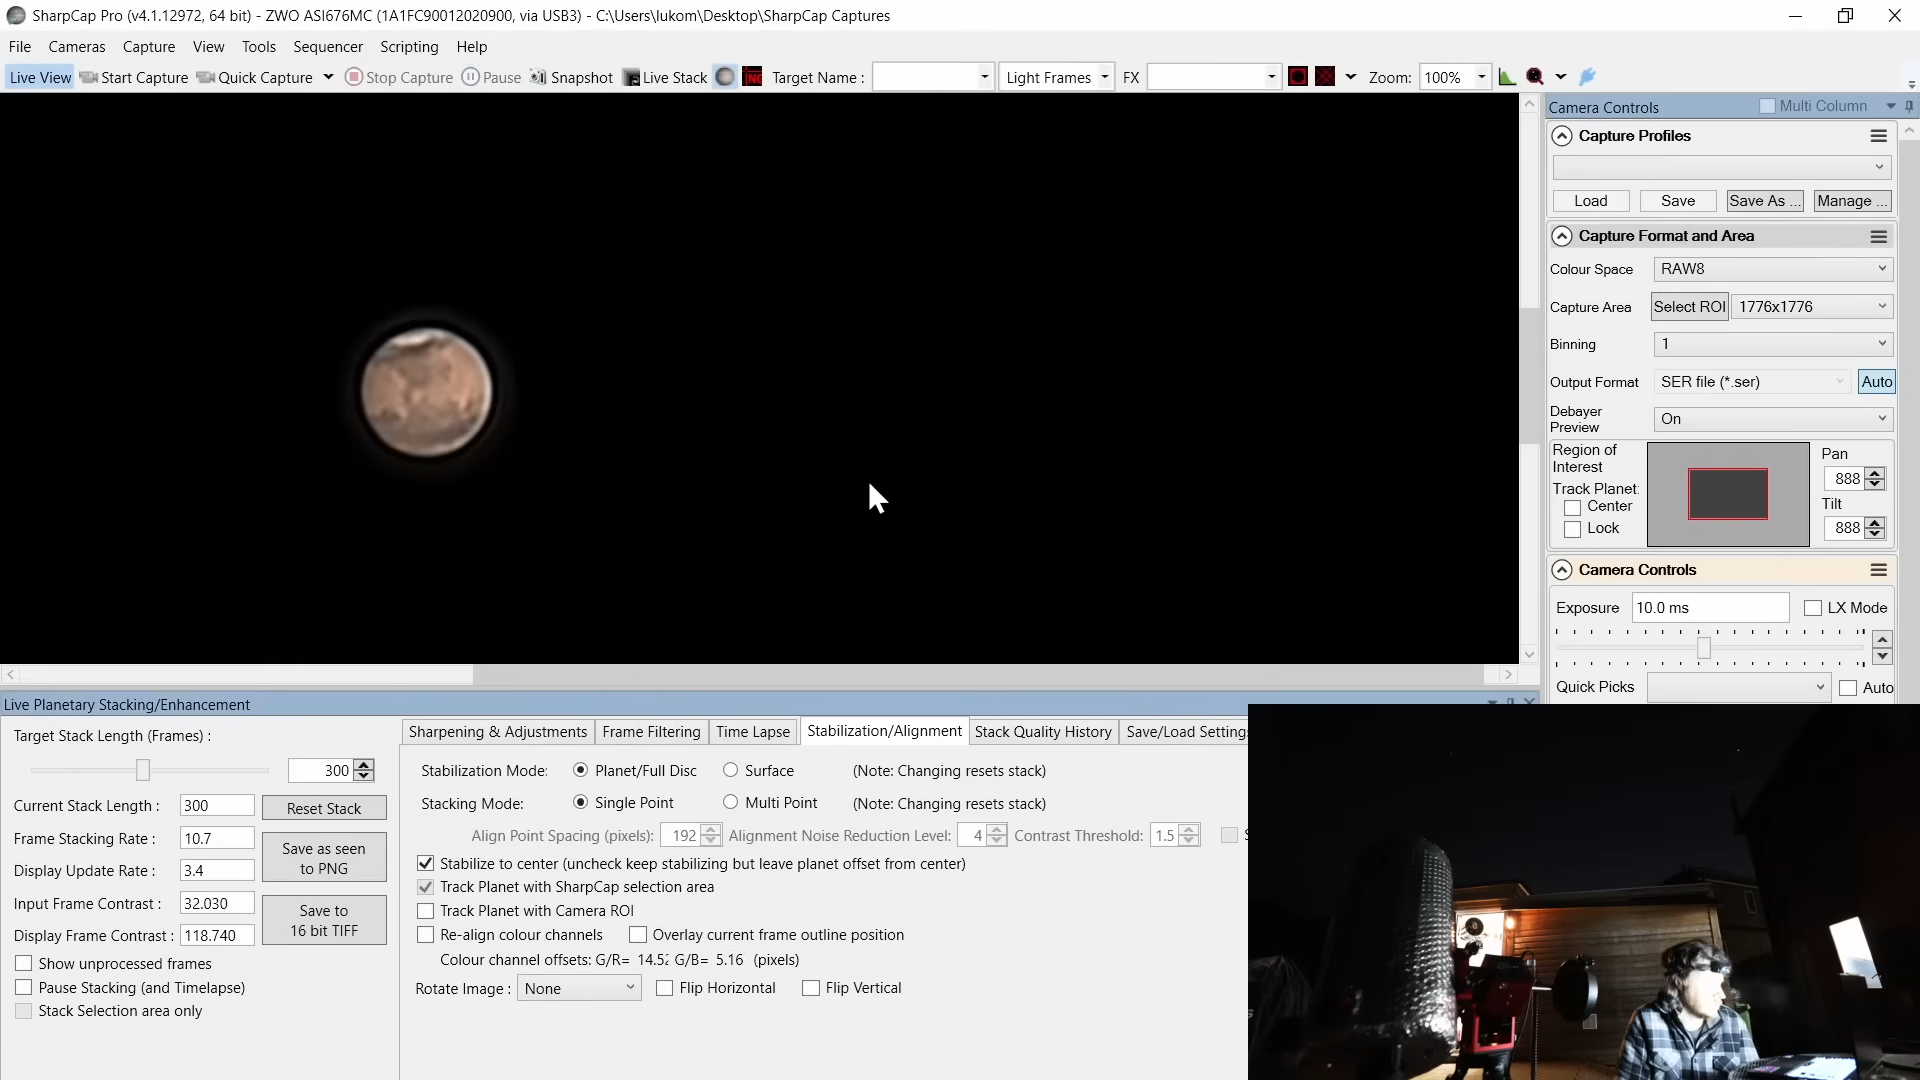 SharpCap Pro (v4.1.12972, 64 bit) - ZWO ASI676MC (1A1FC90012020900, via USB3) - C:\Users\lukom\Desktop\SharpCap Captures
File Cameras Capture View Tools Sequencer Scripting Help
Live View Start Capture Quick Capture Stop Capture Pause Snapshot Live Stack Target Name : Light Frames FX Zoom: 100%
Camera Controls Multi Column
Capture Profiles
Load Save Save As ... Manage ...
Capture Format and Area
Colour Space RAW8
Capture Area Select ROI 1776x1776
Binning 1
Output Format SER file (*.ser) Auto
Debayer
Preview On
Region of
Interest
Pan
888
Track Planet:
Center
Lock
Tilt
888
Camera Controls
Exposure 10.0 ms LX Mode
Quick Picks Auto
Live Planetary Stacking/Enhancement
Target Stack Length (Frames) :
300
Current Stack Length : 300 Reset Stack
Frame Stacking Rate : 10.7
Save as seen
to PNG
Display Update Rate : 3.4
Input Frame Contrast : 32.030
Save to
16 bit TIFF
Display Frame Contrast : 118.740
Show unprocessed frames
Pause Stacking (and Timelapse)
Stack Selection area only
Sharpening & Adjustments Frame Filtering Time Lapse Stabilization/Alignment Stack Quality History Save/Load Settings
Stabilization Mode: Planet/Full Disc Surface (Note: Changing resets stack)
Stacking Mode: Single Point Multi Point (Note: Changing resets stack)
Align Point Spacing (pixels): 192 Alignment Noise Reduction Level: 4 Contrast Threshold: 1.5
Stabilize to center (uncheck keep stabilizing but leave planet offset from center)
Track Planet with SharpCap selection area
Track Planet with Camera ROI
Re-align colour channels Overlay current frame outline position
Colour channel offsets: G/R= 14.52 G/B= 5.16 (pixels)
Rotate Image : None Flip Horizontal Flip Vertical